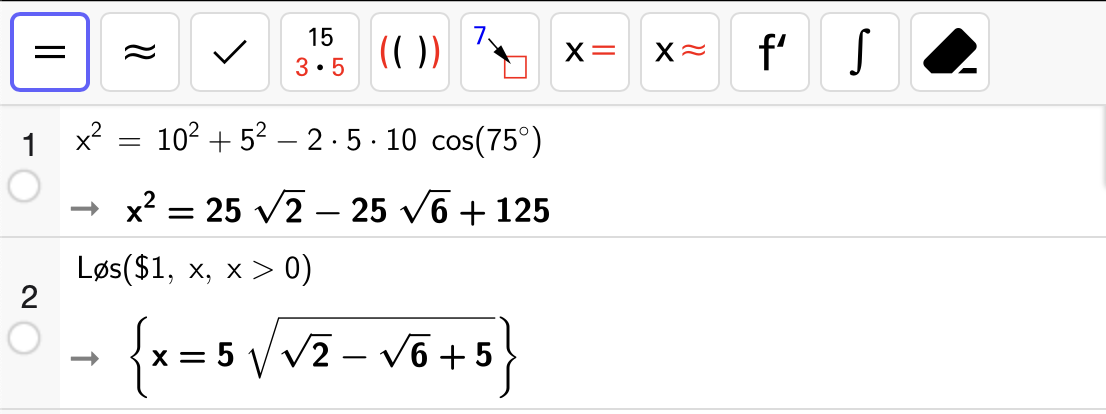 = ≈ ✓ 15 3 · 5 (( )) 7 x = x ≈ f′ ∫
1 x² = 10² + 5² − 2 · 5 · 10 cos(75°)
→ x² = 25 √2 − 25 √6 + 125
2 Løs($1, x, x > 0)
→ {x = 5 √(√2 − √6 + 5)}